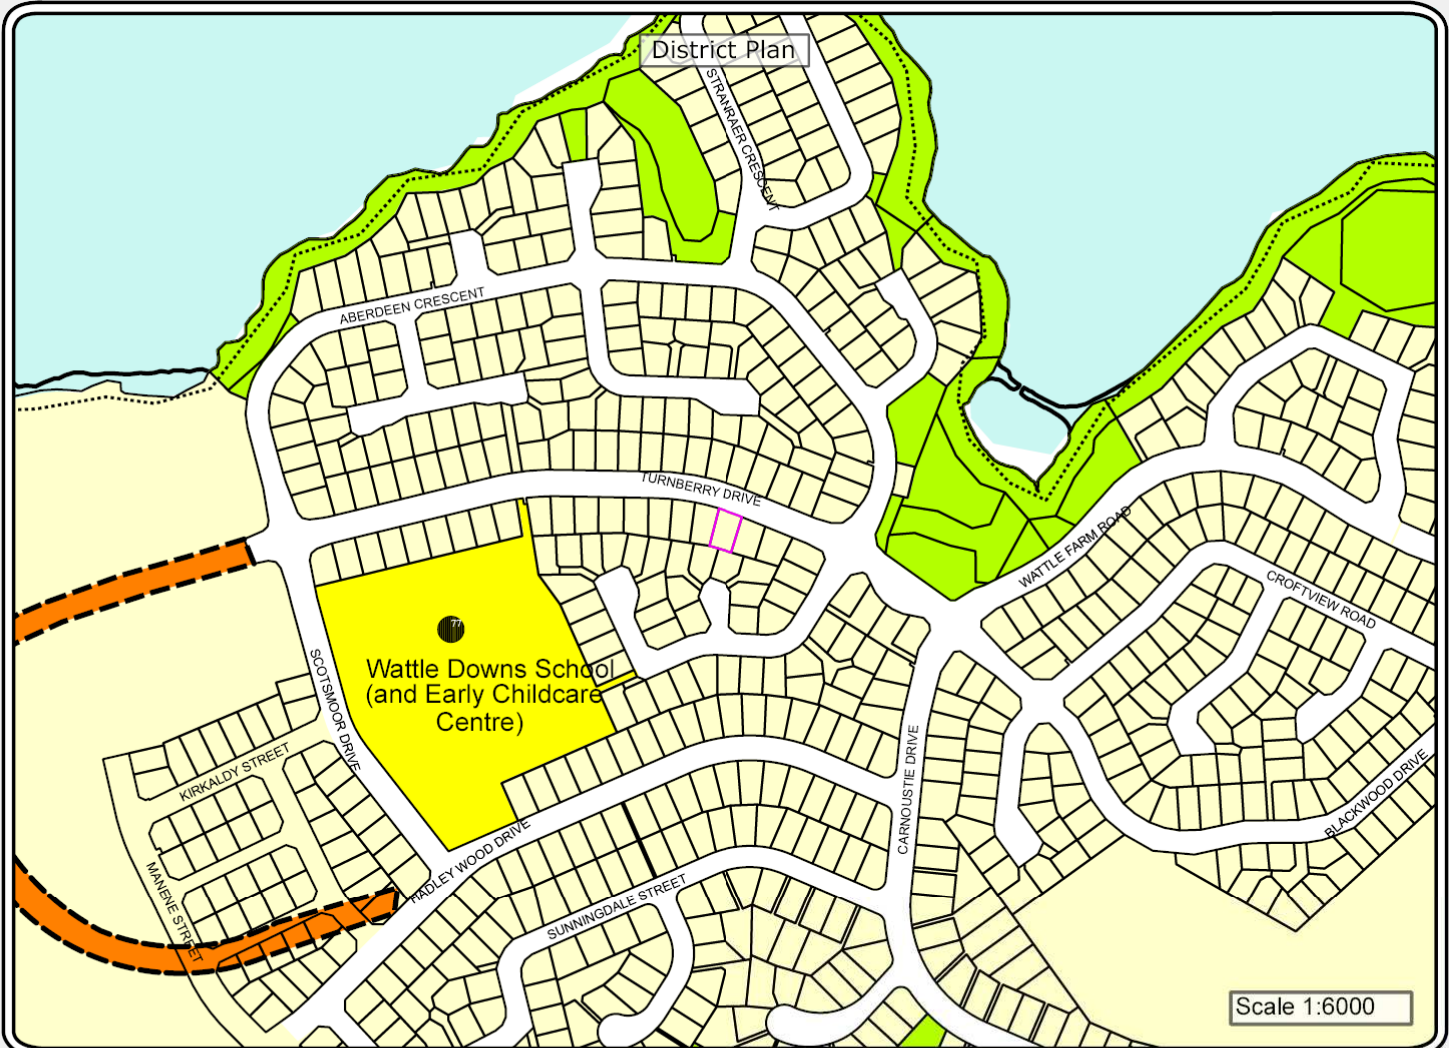 District Plan
STRANRAER CRESCENT
ABERDEEN CRESCENT
TURNBERRY DRIVE
WATTLE FARM ROAD
CROFTVIEW ROAD
77
Wattle Downs School
(and Early Childcare
Centre)
SCOTSMOOR DRIVE
KIRKALDY STREET
CARNOUSTIE DRIVE
BLACKWOOD DRIVE
HADLEY WOOD DRIVE
MANENE STREET
SUNNINGDALE STREET
Scale 1:6000